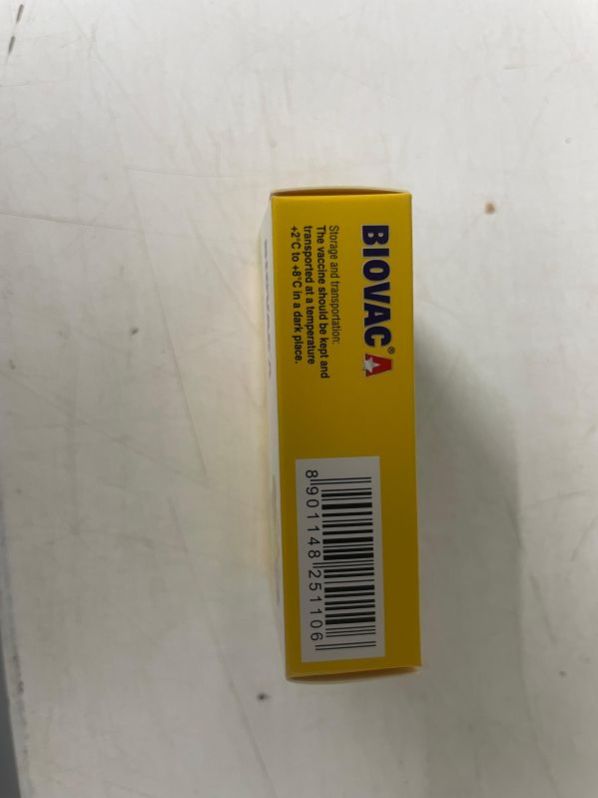 BIOVAC® A
Storage and transportation:
The vaccine should be kept and
transported at a temperature
+2°C to +8°C in a dark place.
8 901148 251106